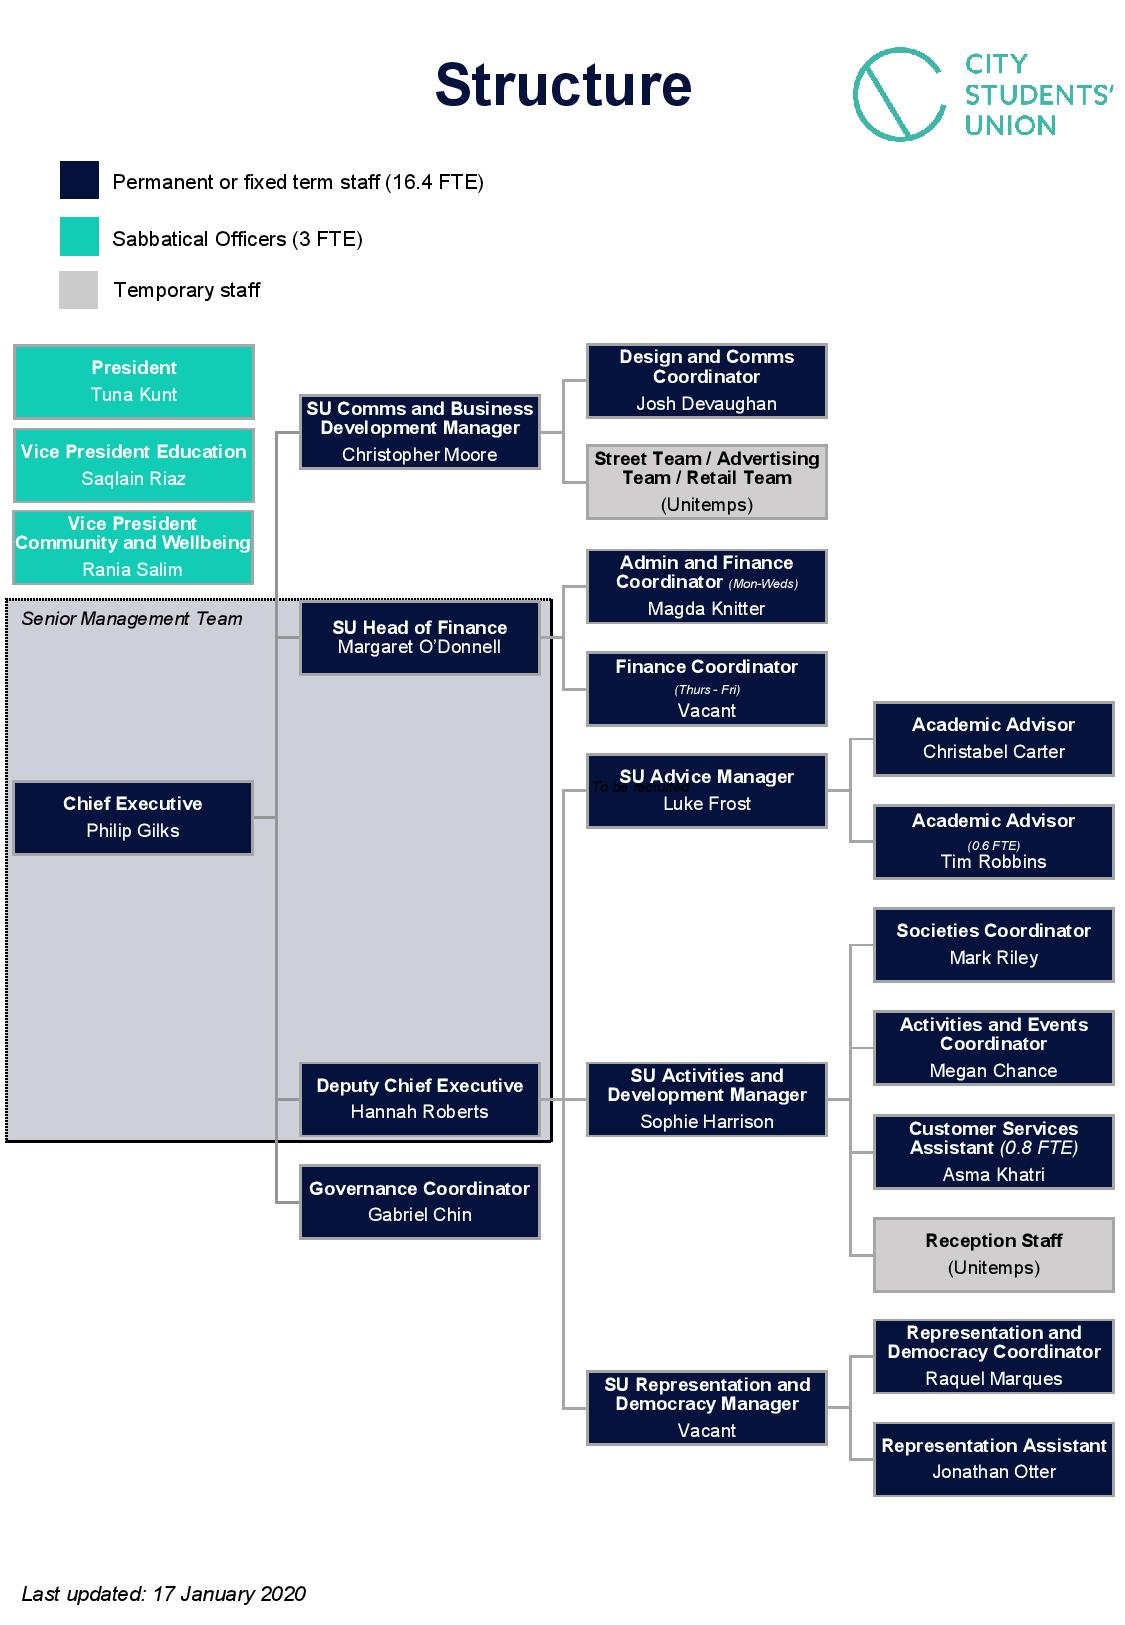 Structure
CITY
STUDENTS'
UNION
Permanent or fixed term staff (16.4 FTE)
Sabbatical Officers (3 FTE)
Temporary staff
President
Tuna Kunt
Vice President Education
Saqlain Riaz
Vice President
Community and Wellbeing
Rania Salim
Senior Management Team
Chief Executive
Philip Gilks
SU Comms and Business
Development Manager
Christopher Moore
SU Head of Finance
Margaret O’Donnell
Deputy Chief Executive
Hannah Roberts
Governance Coordinator
Gabriel Chin
Design and Comms
Coordinator
Josh Devaughan
Street Team / Advertising
Team / Retail Team
(Unitemps)
Admin and Finance
Coordinator (Mon-Weds)
Magda Knitter
Finance Coordinator
(Thurs - Fri)
Vacant
SU Advice Manager
To be recruited
Luke Frost
SU Activities and
Development Manager
Sophie Harrison
SU Representation and
Democracy Manager
Vacant
Academic Advisor
Christabel Carter
Academic Advisor
(0.6 FTE)
Tim Robbins
Societies Coordinator
Mark Riley
Activities and Events
Coordinator
Megan Chance
Customer Services
Assistant (0.8 FTE)
Asma Khatri
Reception Staff
(Unitemps)
Representation and
Democracy Coordinator
Raquel Marques
Representation Assistant
Jonathan Otter
Last updated: 17 January 2020